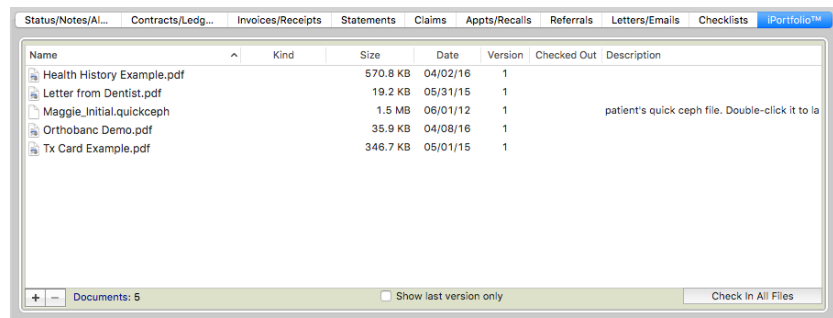 Status/Notes/Al... Contracts/Ledg... Invoices/Receipts Statements Claims Appts/Recalls Referrals Letters/Emails Checklists iPortfolio™
Name Kind Size Date Version Checked Out Description
Health History Example.pdf 570.8 KB 04/02/16 1
Letter from Dentist.pdf 19.2 KB 05/31/15 1
Maggie_Initial.quickceph 1.5 MB 06/01/12 1 patient's quick ceph file. Double-click it to la
Orthobanc Demo.pdf 35.9 KB 04/08/16 1
Tx Card Example.pdf 346.7 KB 05/01/15 1
+ − Documents: 5 Show last version only Check In All Files